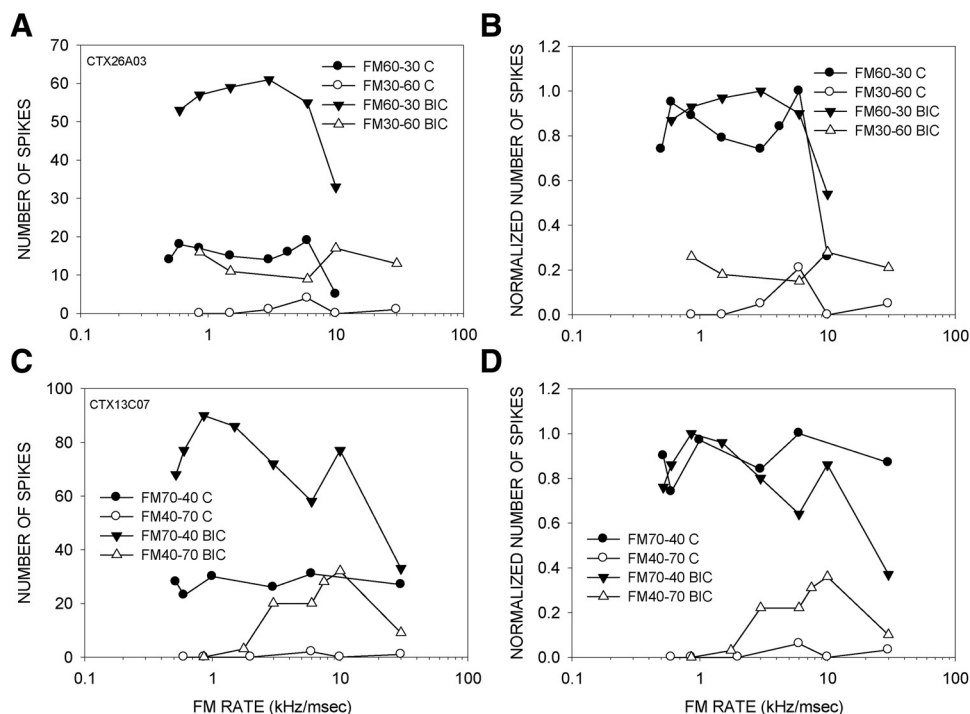 A
CTX26A03
NUMBER OF SPIKES
70
60
50
40
30
20
10
0
0.1
1
10
100
FM60-30 C
FM30-60 C
FM60-30 BIC
FM30-60 BIC
B
NORMALIZED NUMBER OF SPIKES
1.2
1.0
0.8
0.6
0.4
0.2
0.0
0.1
1
10
100
FM60-30 C
FM30-60 C
FM60-30 BIC
FM30-60 BIC
C
CTX13C07
NUMBER OF SPIKES
100
80
60
40
20
0
0.1
1
10
100
FM RATE (kHz/msec)
FM70-40 C
FM40-70 C
FM70-40 BIC
FM40-70 BIC
D
NORMALIZED NUMBER OF SPIKES
1.2
1.0
0.8
0.6
0.4
0.2
0.0
0.1
1
10
100
FM RATE (kHz/msec)
FM70-40 C
FM40-70 C
FM70-40 BIC
FM40-70 BIC